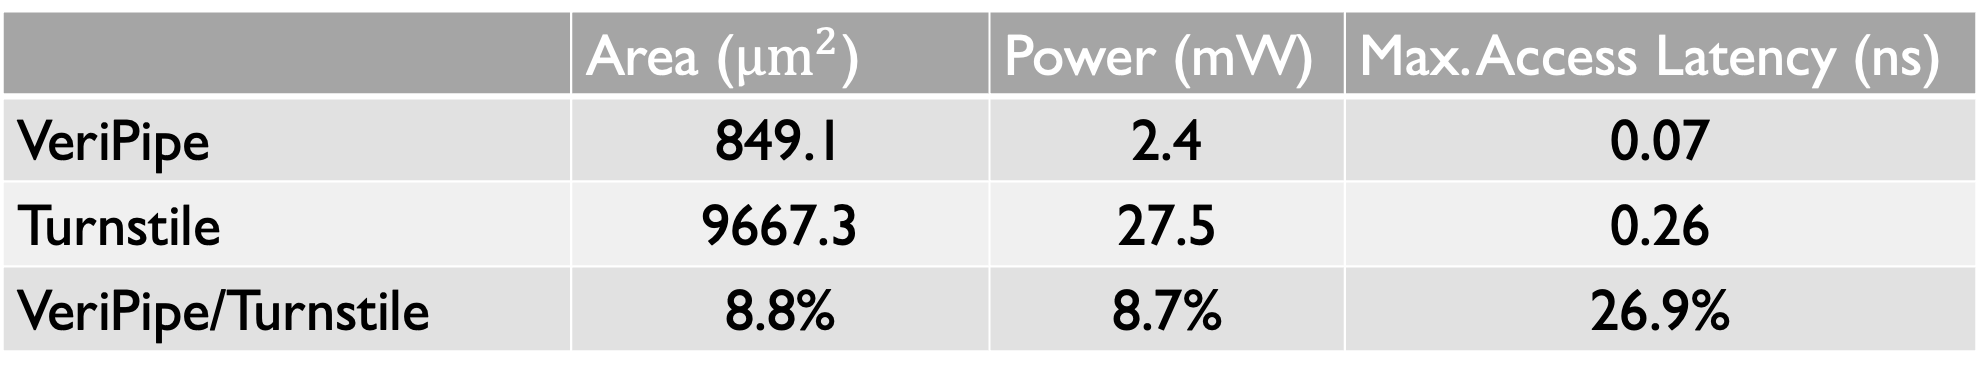 Area (μm²) Power (mW) Max. Access Latency (ns)
VeriPipe 849.1 2.4 0.07
Turnstile 9667.3 27.5 0.26
VeriPipe/Turnstile 8.8% 8.7% 26.9%